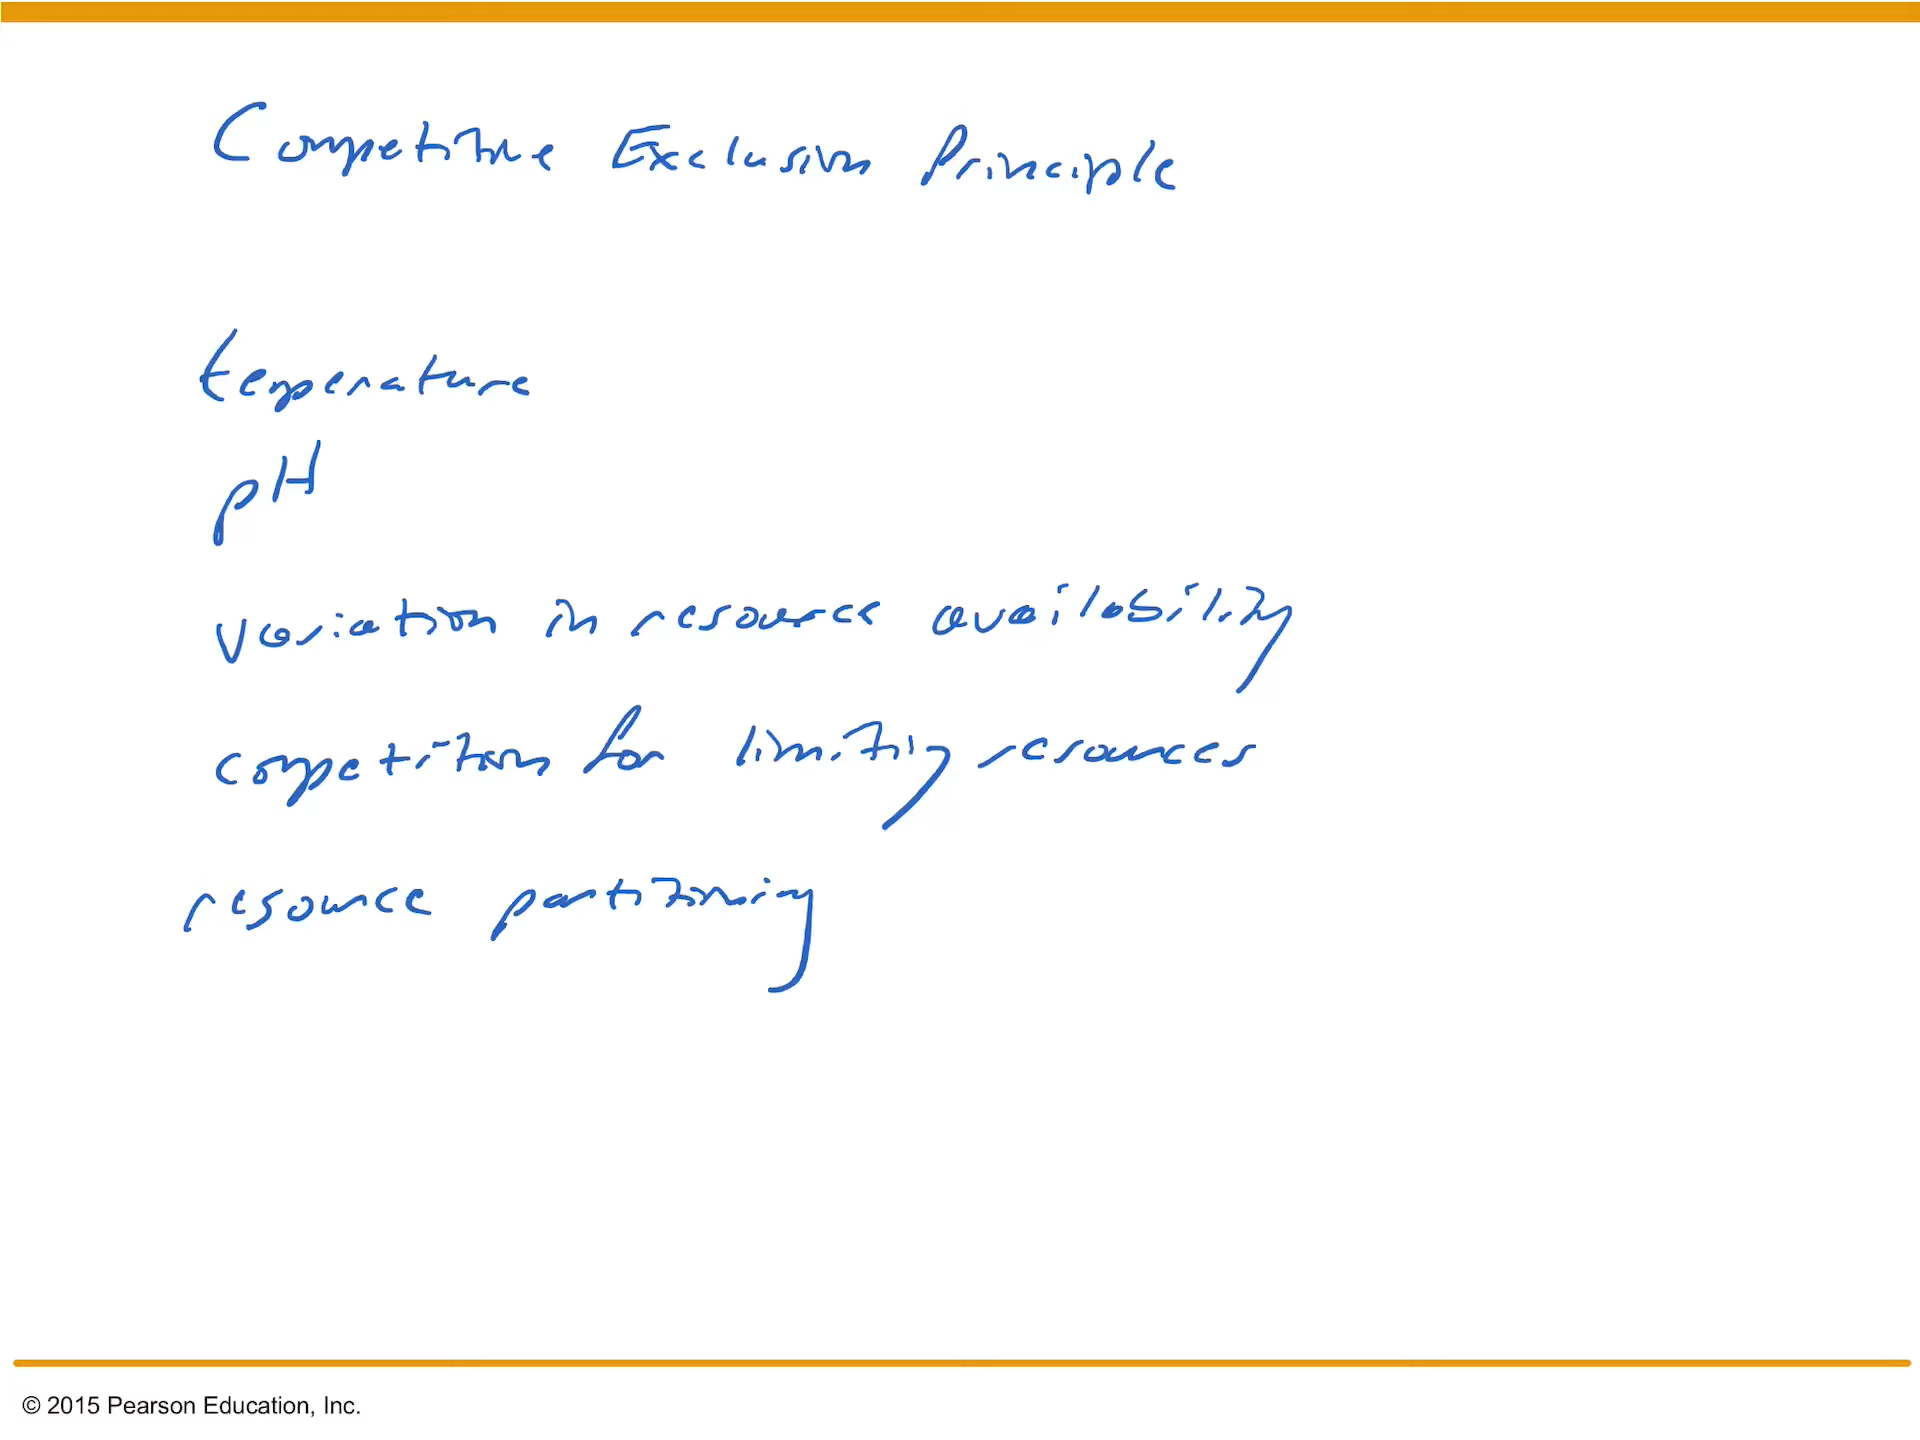 Competitive Exclusion Principle
temperature
pH
variation in resource availability
competition for limiting resources
resource partitioning
© 2015 Pearson Education, Inc.